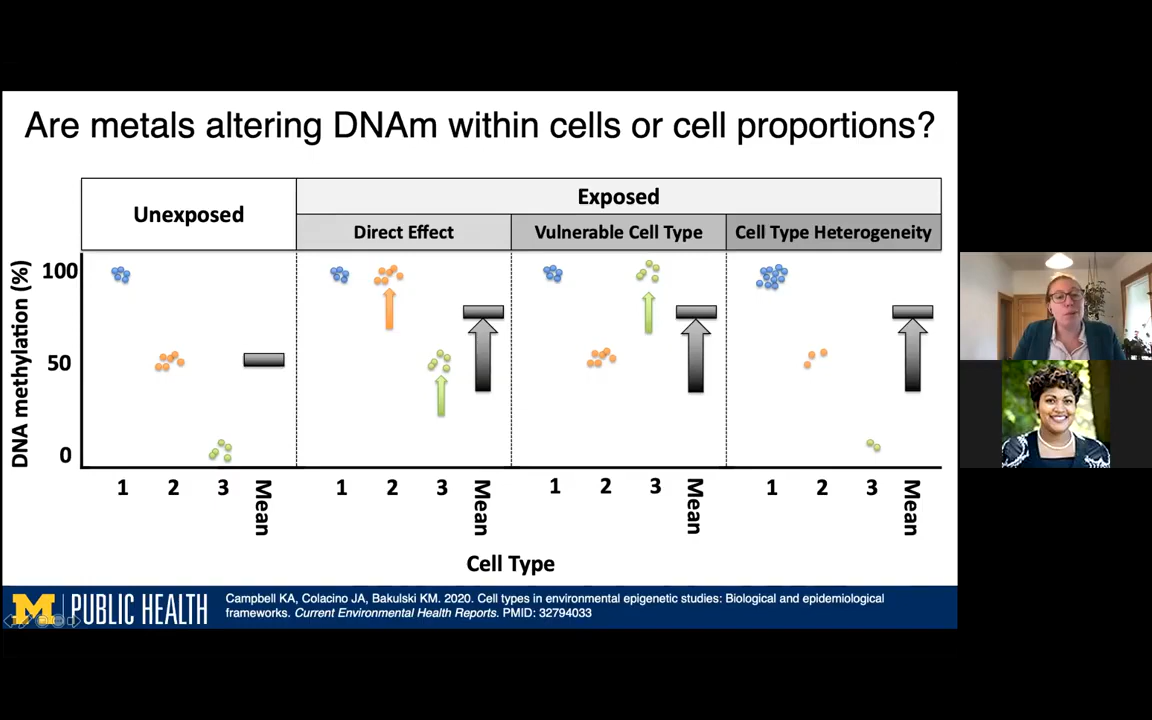 Are metals altering DNAm within cells or cell proportions?
Unexposed
Exposed
Direct Effect
Vulnerable Cell Type
Cell Type Heterogeneity
DNA methylation (%)
100
50
0
1 2 3 Mean
1 2 3 Mean
1 2 3 Mean
1 2 3 Mean
Cell Type
M PUBLIC HEALTH
Campbell KA, Colacino JA, Bakulski KM. 2020. Cell types in environmental epigenetic studies: Biological and epidemiological
frameworks. Current Environmental Health Reports. PMID: 32794033